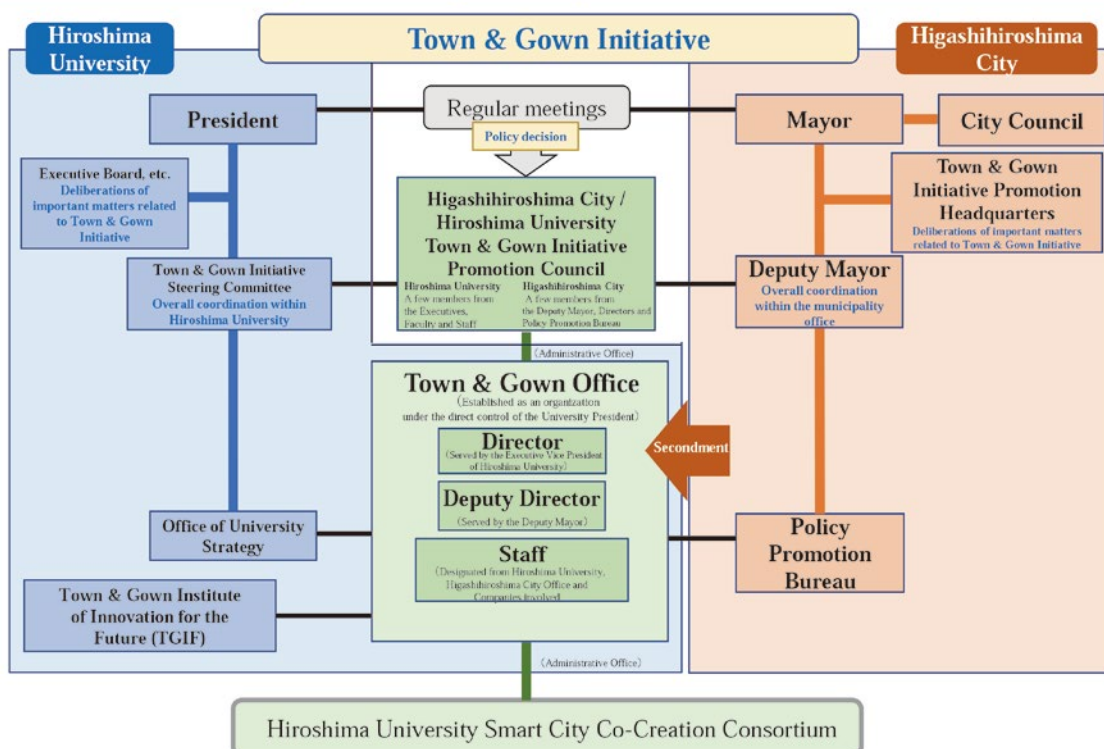 Hiroshima
University
Town & Gown Initiative
Higashihiroshima
City
President
Regular meetings
Policy decision
Mayor
City Council
Executive Board, etc.
Deliberations of
important matters related
to Town & Gown
Initiative
Higashihiroshima City /
Hiroshima University
Town & Gown Initiative
Promotion Council
Hiroshima University
A few members from
the Executives,
Faculty and Staff
Higashihiroshima City
A few members from
the Deputy Mayor, Directors and
Policy Promotion Bureau
Town & Gown
Initiative Promotion
Headquarters
Deliberations of important matters
related to Town & Gown Initiative
Town & Gown Initiative
Steering Committee
Overall coordination within
Hiroshima University
Deputy Mayor
Overall coordination
within the municipality
office
(Administrative Office)
Town & Gown Office
(Established as an organization
under the direct control of the University President)
Director
(Served by the Executive Vice President
of Hiroshima University)
Secondment
Deputy Director
(Served by the Deputy Mayor)
Office of University
Strategy
Staff
(Designated from Hiroshima University,
Higashihiroshima City Office and
Companies involved)
Policy
Promotion
Bureau
Town & Gown Institute
of Innovation for the
Future (TGIF)
(Administrative Office)
Hiroshima University Smart City Co-Creation Consortium